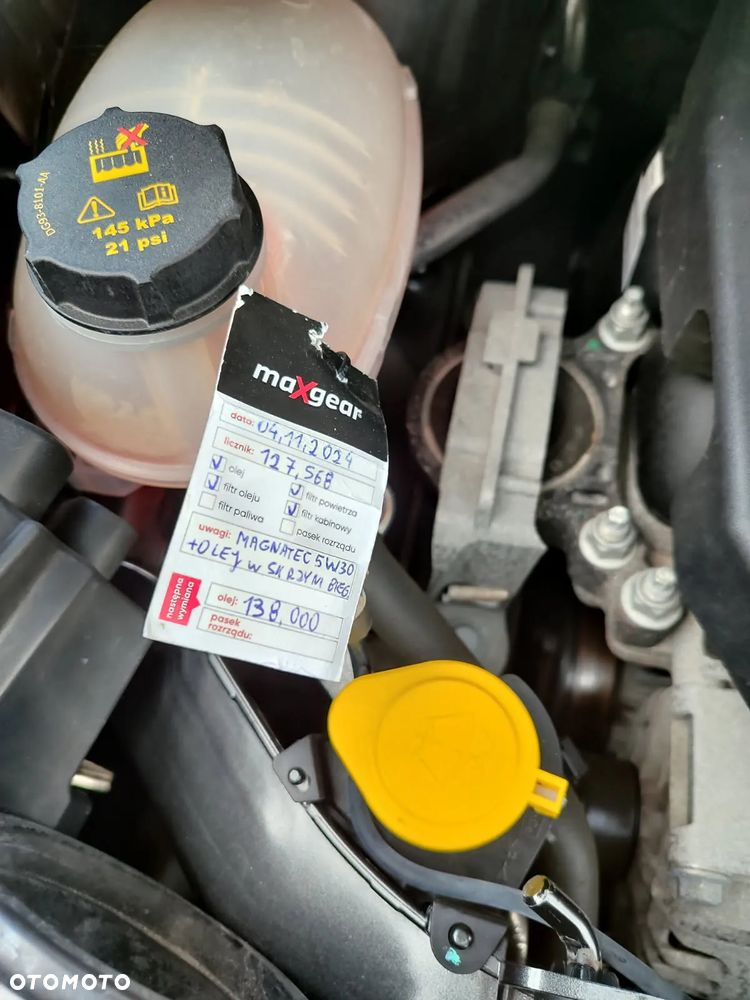 DG93-8101-AA
145 kPa
21 psi
maXgear
data: 04,11,2024
licznik: 127,568
olej
filtr powietrza
filtr oleju
filtr kabinowy
filtr paliwa
pasek rozrządu
uwagi: MAGNATEC 5W30
+OLEJ W SKRZYNI BIEG.
następna wymiana
olej: 138,000
pasek rozrządu:
OTOMOTO